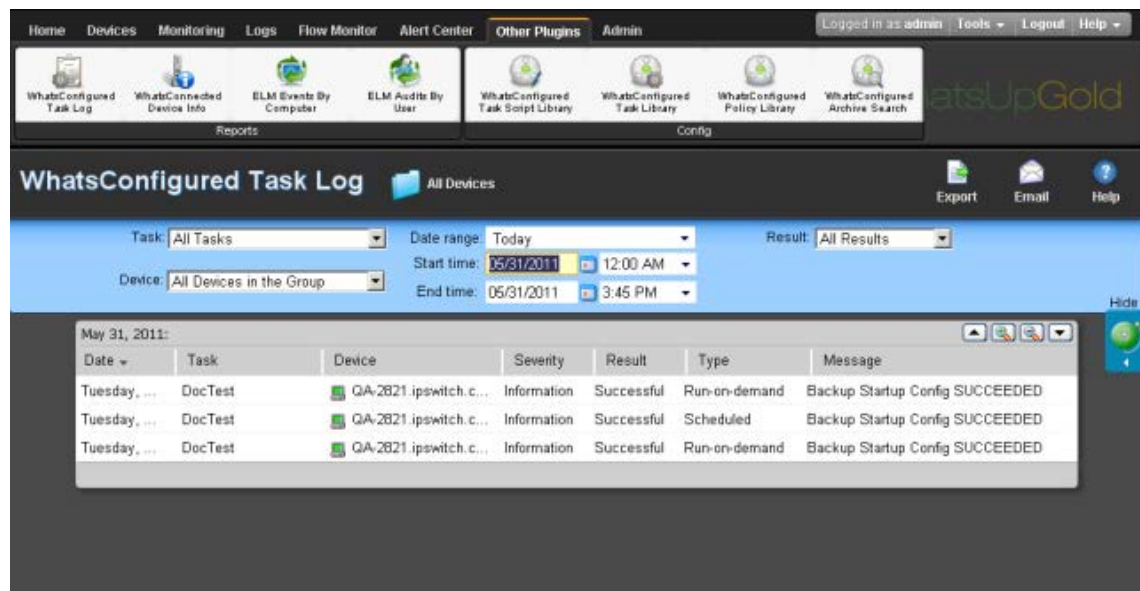 Home Devices Monitoring Logs Flow Monitor Alert Center Other Plugins Admin Logged in as admin Tools Logout Help
WhatsConfigured Task Log
WhatsConnected Device Info
ELM Events By Computer
ELM Audits By User
WhatsConfigured Task Script Library
WhatsConfigured Task Library
WhatsConfigured Policy Library
WhatsConfigured Archive Search
atsUpGold
Reports Config
WhatsConfigured Task Log All Devices
Export Email Help
Task: All Tasks Date range: Today Result: All Results
Start time: 05/31/2011 12:00 AM
Device: All Devices in the Group
End time: 05/31/2011 3:45 PM
Hide
May 31, 2011:
Date Task Device Severity Result Type Message
Tuesday, ... DocTest QA-2821.ipswitch.c... Information Successful Run-on-demand Backup Startup Config SUCCEEDED
Tuesday, ... DocTest QA-2821.ipswitch.c... Information Successful Scheduled Backup Startup Config SUCCEEDED
Tuesday, ... DocTest QA-2821.ipswitch.c... Information Successful Run-on-demand Backup Startup Config SUCCEEDED